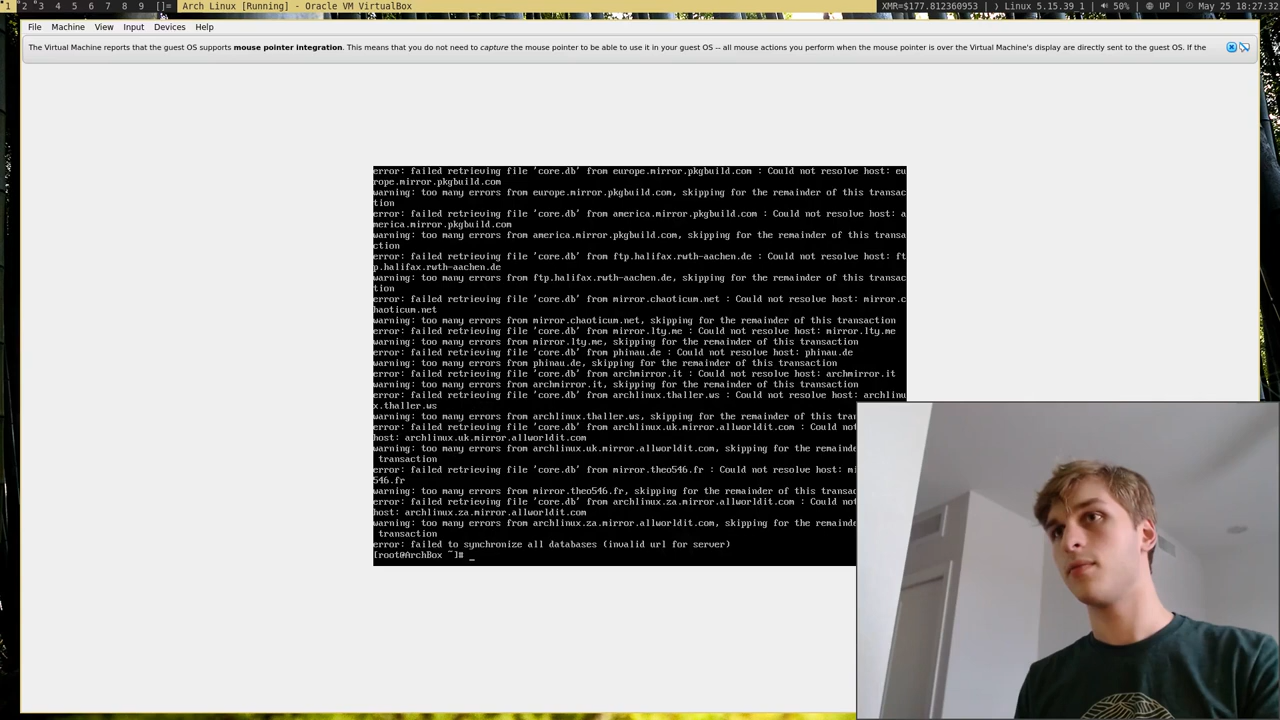 1 2 3 4 5 6 7 8 9 []= Arch Linux [Running] - Oracle VM VirtualBox XMR=$177.812360953 | Linux 5.15.39 1 | 50% | UP | May 25 18:27:32
File Machine View Input Devices Help
The Virtual Machine reports that the guest OS supports mouse pointer integration. This means that you do not need to capture the mouse pointer to be able to use it in your guest OS -- all mouse actions you perform when the mouse pointer is over the Virtual Machine's display are directly sent to the guest OS. If the
error: failed retrieving file 'core.db' from europe.mirror.pkgbuild.com : Could not resolve host: eu
rope.mirror.pkgbuild.com
warning: too many errors from europe.mirror.pkgbuild.com, skipping for the remainder of this transac
tion
error: failed retrieving file 'core.db' from america.mirror.pkgbuild.com : Could not resolve host: a
merica.mirror.pkgbuild.com
warning: too many errors from america.mirror.pkgbuild.com, skipping for the remainder of this transa
ction
error: failed retrieving file 'core.db' from ftp.halifax.rwth-aachen.de : Could not resolve host: ft
p.halifax.rwth-aachen.de
warning: too many errors from ftp.halifax.rwth-aachen.de, skipping for the remainder of this transac
tion
error: failed retrieving file 'core.db' from mirror.chaoticum.net : Could not resolve host: mirror.c
haoticum.net
warning: too many errors from mirror.chaoticum.net, skipping for the remainder of this transaction
error: failed retrieving file 'core.db' from mirror.lty.me : Could not resolve host: mirror.lty.me
warning: too many errors from mirror.lty.me, skipping for the remainder of this transaction
error: failed retrieving file 'core.db' from phinau.de : Could not resolve host: phinau.de
warning: too many errors from phinau.de, skipping for the remainder of this transaction
error: failed retrieving file 'core.db' from archmirror.it : Could not resolve host: archmirror.it
warning: too many errors from archmirror.it, skipping for the remainder of this transaction
error: failed retrieving file 'core.db' from archlinux.thaller.ws : Could not resolve host: archlinu
x.thaller.ws
warning: too many errors from archlinux.thaller.ws, skipping for the remainder of this tran
error: failed retrieving file 'core.db' from archlinux.uk.mirror.allworldit.com : Could not
host: archlinux.uk.mirror.allworldit.com
warning: too many errors from archlinux.uk.mirror.allworldit.com, skipping for the remainde
transaction
error: failed retrieving file 'core.db' from mirror.theo546.fr : Could not resolve host: mi
546.fr
warning: too many errors from mirror.theo546.fr, skipping for the remainder of this transac
error: failed retrieving file 'core.db' from archlinux.za.mirror.allworldit.com : Could not
host: archlinux.za.mirror.allworldit.com
warning: too many errors from archlinux.za.mirror.allworldit.com, skipping for the remainde
transaction
error: failed to synchronize all databases (invalid url for server)
[root@ArchBox ~]# _